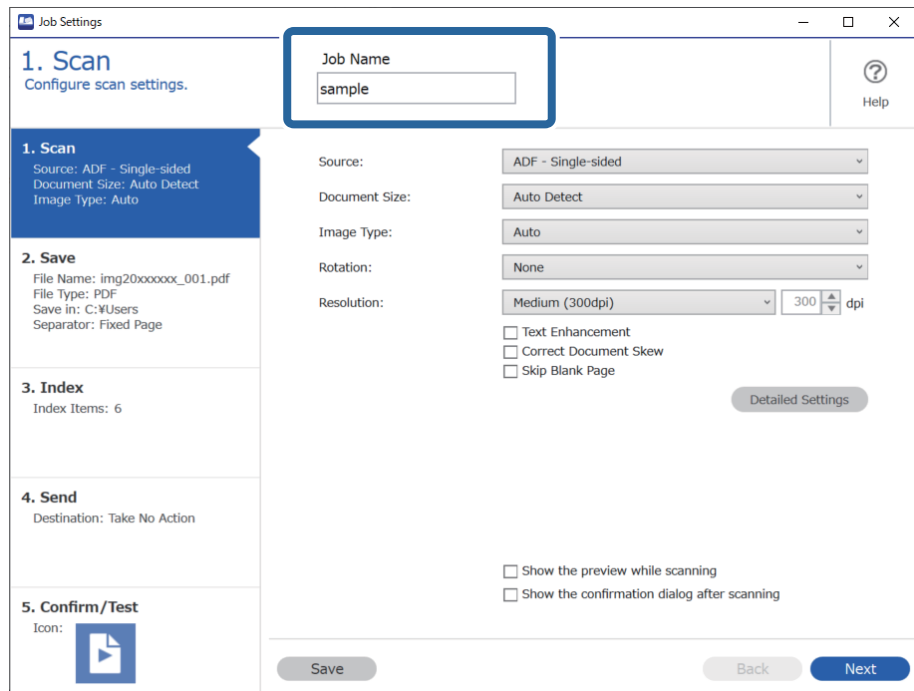 Job Settings
1. Scan
Configure scan settings.
Job Name
sample
Help
1. Scan
Source: ADF - Single-sided
Document Size: Auto Detect
Image Type: Auto
2. Save
File Name: img20xxxxxx_001.pdf
File Type: PDF
Save in: C:¥Users
Separator: Fixed Page
3. Index
Index Items: 6
4. Send
Destination: Take No Action
5. Confirm/Test
Icon:
Source: ADF - Single-sided
Document Size: Auto Detect
Image Type: Auto
Rotation: None
Resolution: Medium (300dpi) 300 dpi
Text Enhancement
Correct Document Skew
Skip Blank Page
Detailed Settings
Show the preview while scanning
Show the confirmation dialog after scanning
Save Back Next